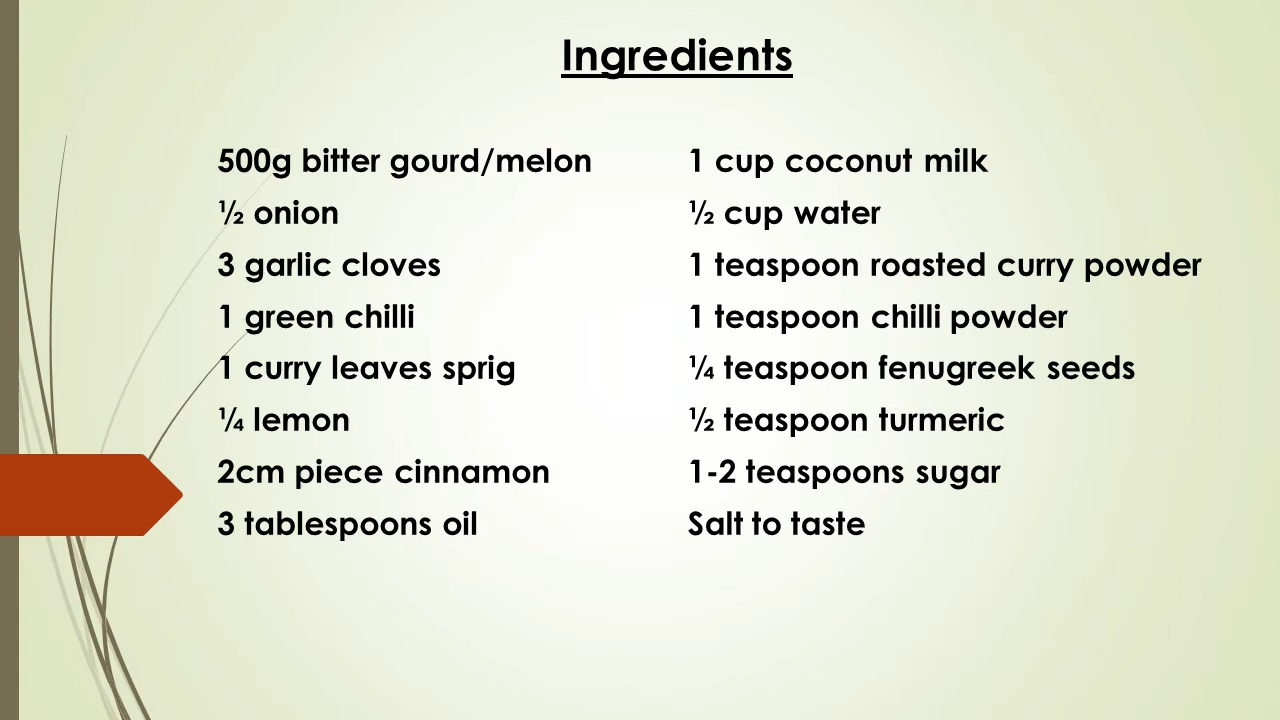 Ingredients
500g bitter gourd/melon
½ onion
3 garlic cloves
1 green chilli
1 curry leaves sprig
¼ lemon
2cm piece cinnamon
3 tablespoons oil
1 cup coconut milk
½ cup water
1 teaspoon roasted curry powder
1 teaspoon chilli powder
¼ teaspoon fenugreek seeds
½ teaspoon turmeric
1-2 teaspoons sugar
Salt to taste